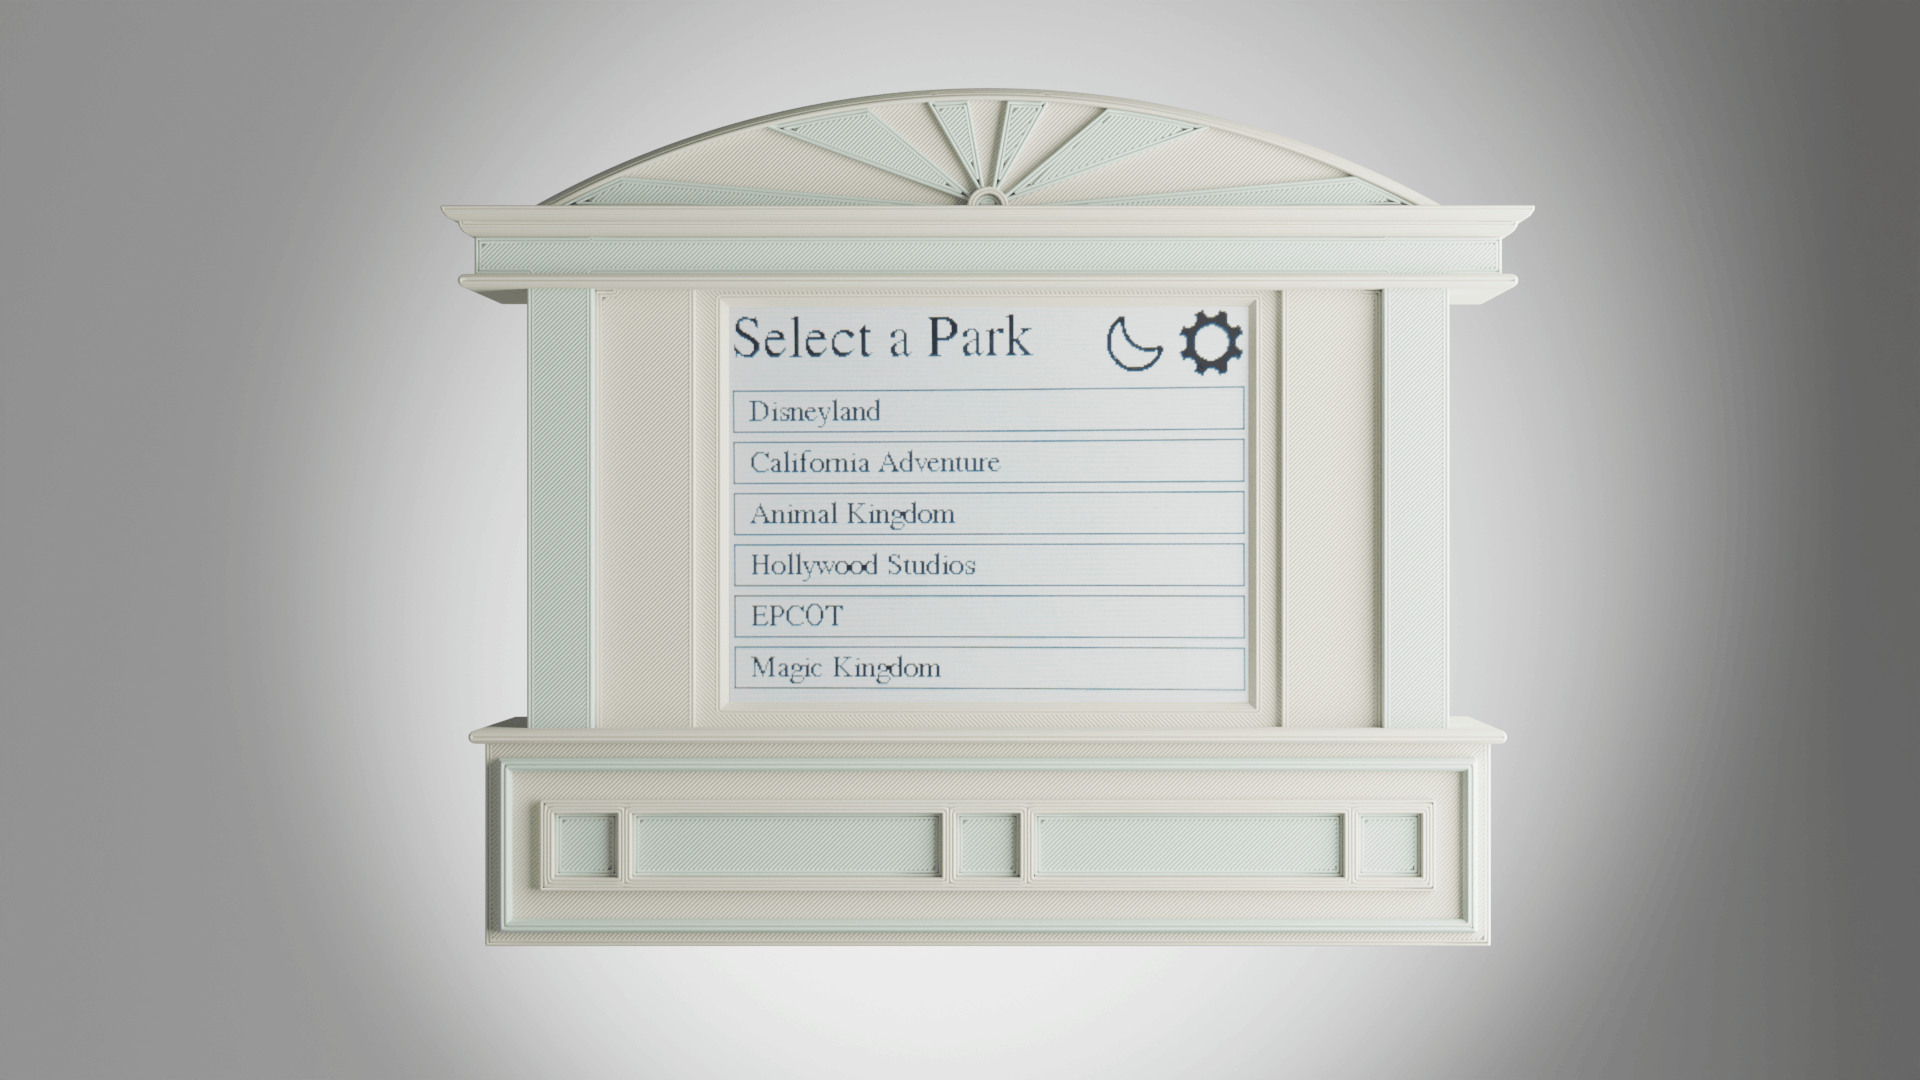 Select a Park
Disneyland
California Adventure
Animal Kingdom
Hollywood Studios
EPCOT
Magic Kingdom